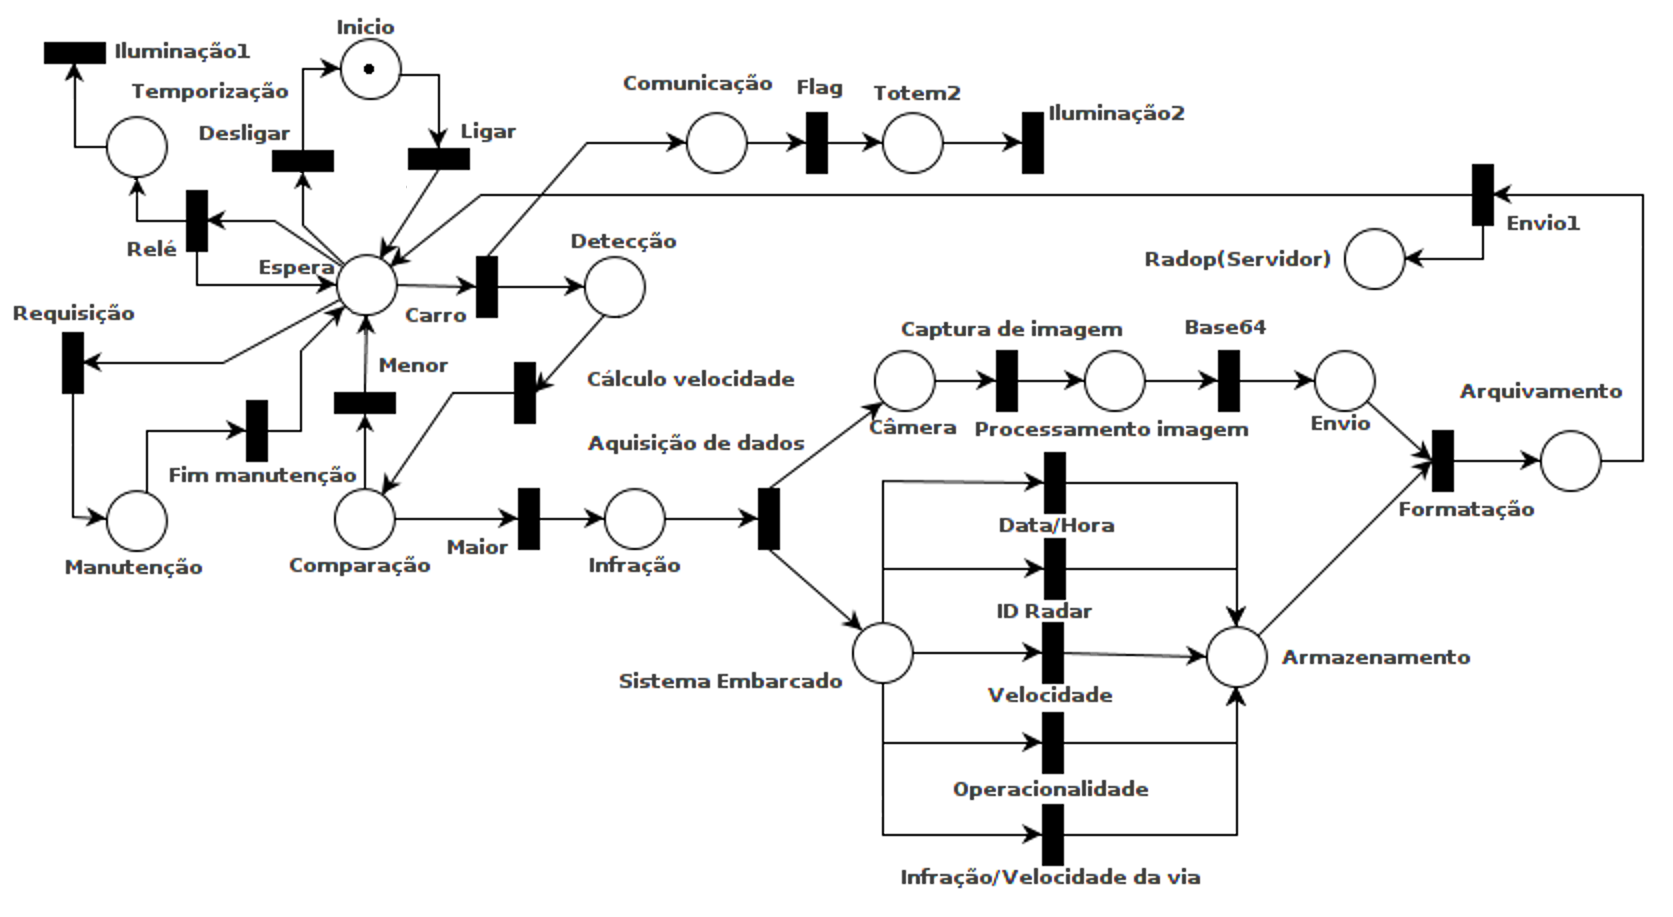 Inicio
Iluminação1
Temporização
Comunicação
Flag
Totem2
Iluminação2
Desligar
Ligar
Relé
Espera
Detecção
Envio1
Radop(Servidor)
Requisição
Carro
Captura de imagem
Base64
Menor
Cálculo velocidade
Arquivamento
Câmera
Processamento imagem
Envio
Aquisição de dados
Fim manutenção
Formatação
Data/Hora
Maior
Manutenção
Comparação
Infração
ID Radar
Sistema Embarcado
Armazenamento
Velocidade
Operacionalidade
Infração/Velocidade da via